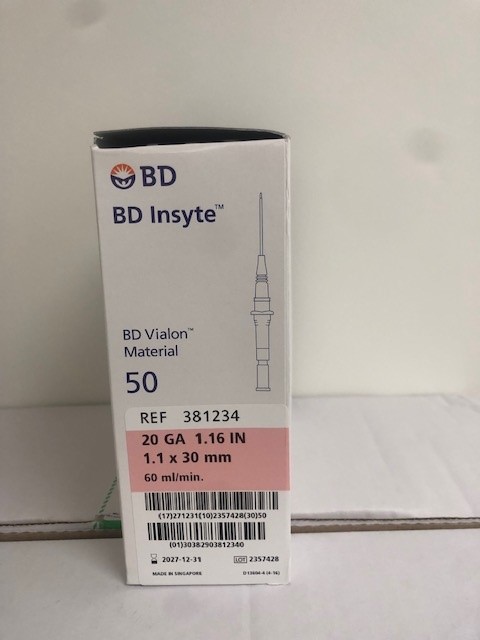 BD
BD Insyte™
BD Vialon™
Material
50
REF 381234
20 GA 1.16 IN
1.1 x 30 mm
60 ml/min.
(17)271231(10)2357428(30)50
(01)30382903812340
2027-12-31 LOT 2357428
MADE IN SINGAPORE